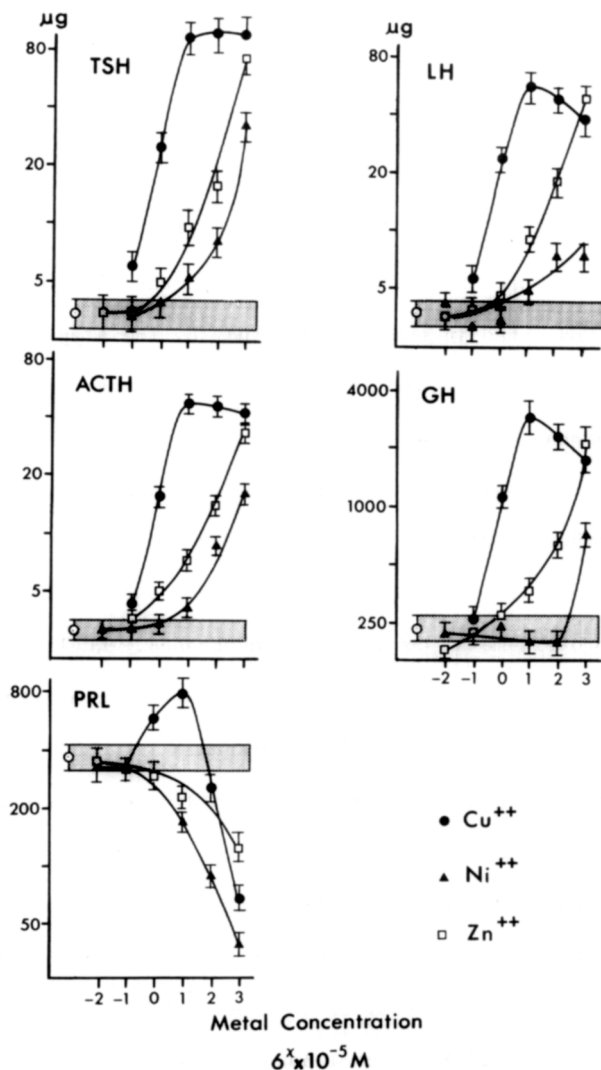 µg
80
20
5
TSH
µg
80
20
5
LH
80
20
5
ACTH
4000
1000
250
GH
-2 -1 0 1 2 3
800
200
50
PRL
-2 -1 0 1 2 3
Cu++
Ni++
Zn++
Metal Concentration
6^x x 10^-5 M